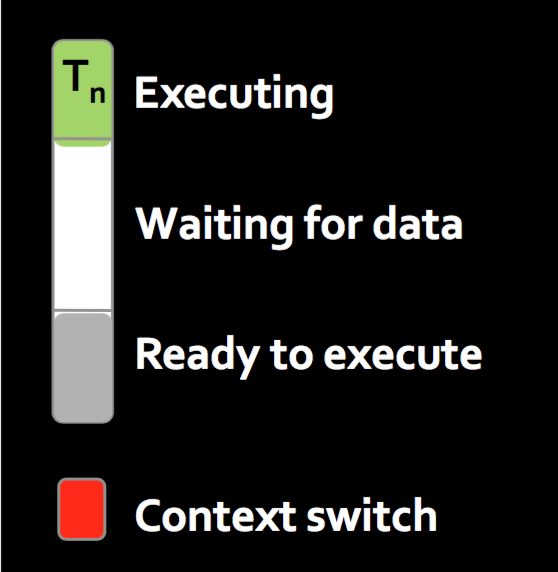 Tn
Executing
Waiting for data
Ready to execute
Context switch